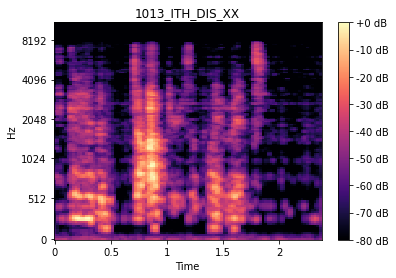 1013_ITH_DIS_XX
8192
4096
2048
1024
512
0
Hz
0
0.5
1
1.5
2
Time
+0 dB
-10 dB
-20 dB
-30 dB
-40 dB
-50 dB
-60 dB
-70 dB
-80 dB